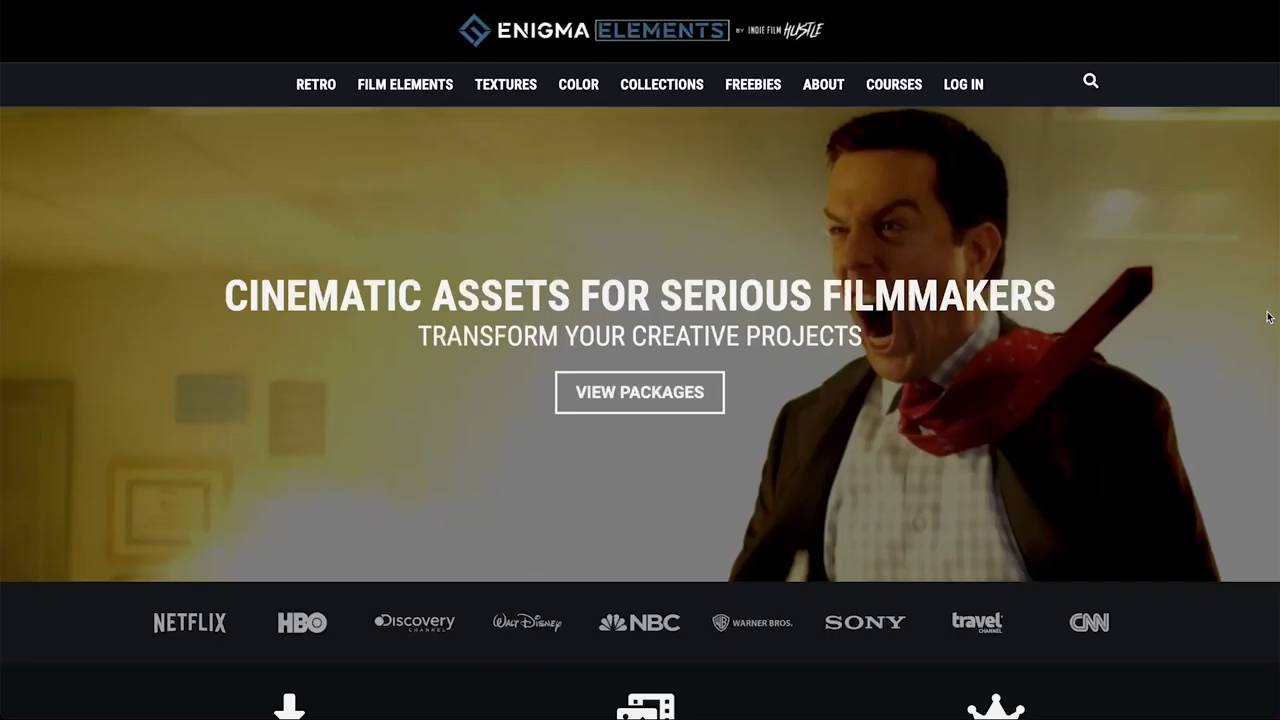 ENIGMA ELEMENTS BY INDIE FILM HUSTLE
RETRO FILM ELEMENTS TEXTURES COLOR COLLECTIONS FREEBIES ABOUT COURSES LOG IN
CINEMATIC ASSETS FOR SERIOUS FILMMAKERS
TRANSFORM YOUR CREATIVE PROJECTS
VIEW PACKAGES
NETFLIX HBO Discovery CHANNEL WALT DISNEY NBC WB WARNER BROS. SONY travel CHANNEL CNN